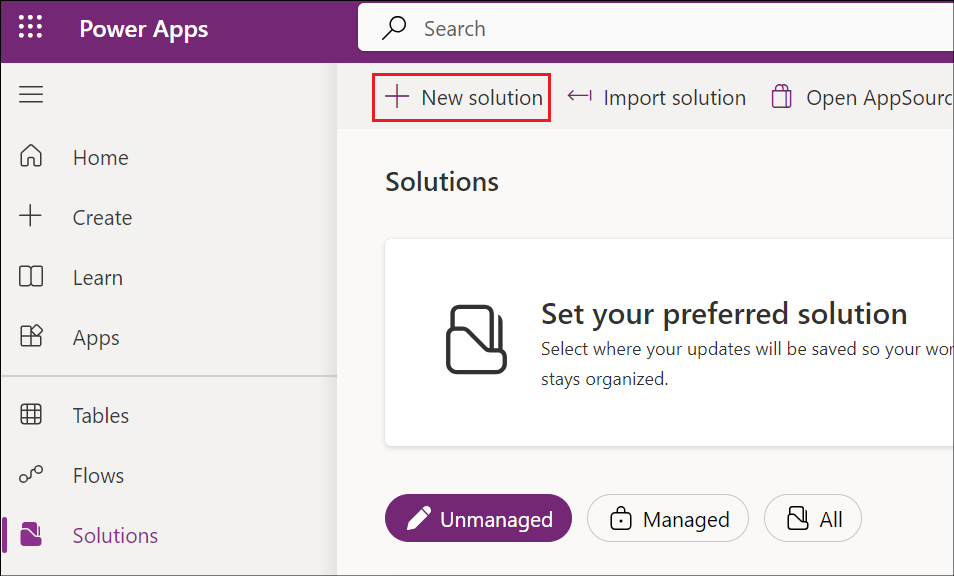 Power Apps
Search
New solution
Import solution
Open AppSourc
Home
Create
Learn
Apps
Tables
Flows
Solutions
Solutions
Set your preferred solution
Select where your updates will be saved so your wor
stays organized.
Unmanaged
Managed
All